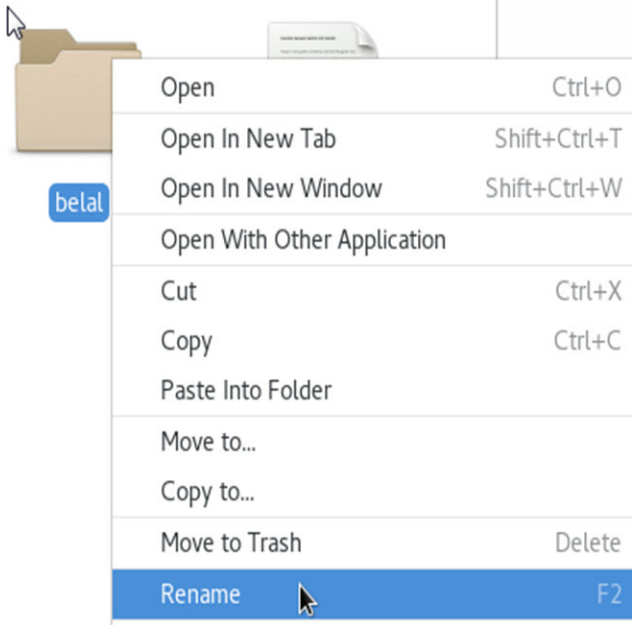 belal
Open Ctrl+O
Open In New Tab Shift+Ctrl+T
Open In New Window Shift+Ctrl+W
Open With Other Application
Cut Ctrl+X
Copy Ctrl+C
Paste Into Folder
Move to...
Copy to...
Move to Trash Delete
Rename F2